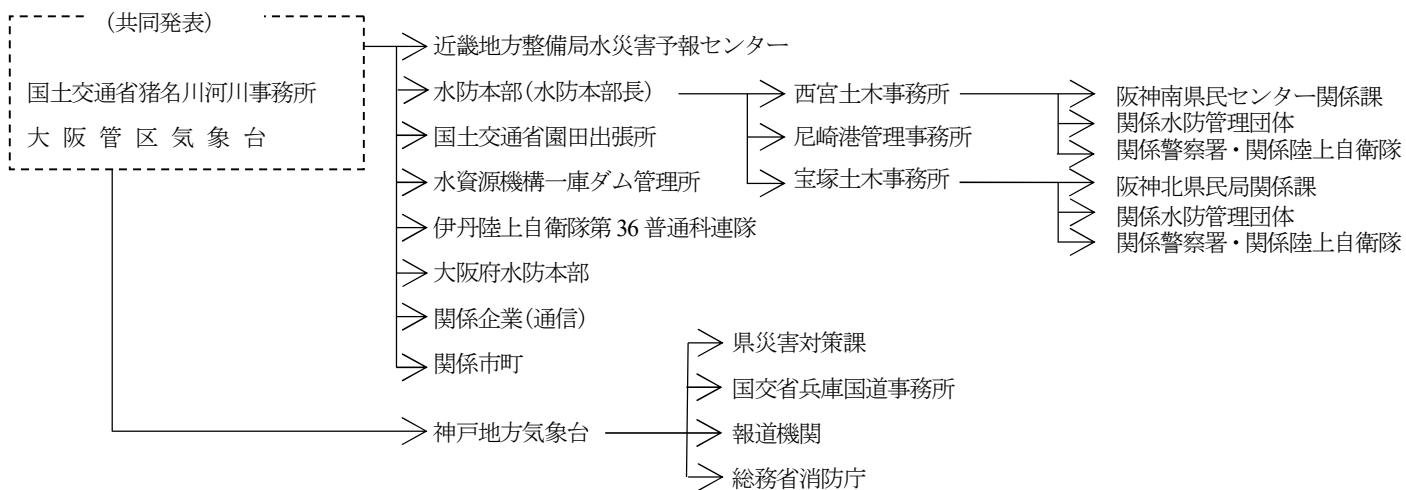 (共同発表)
国土交通省猪名川河川事務所
大阪管区気象台
近畿地方整備局水災害予報センター
水防本部(水防本部長)
国土交通省園田出張所
水資源機構一庫ダム管理所
伊丹陸上自衛隊第 36 普通科連隊
大阪府水防本部
関係企業(通信)
関係市町
西宮土木事務所
尼崎港管理事務所
宝塚土木事務所
阪神南県民センター関係課
関係水防管理団体
関係警察署・関係陸上自衛隊
阪神北県民局関係課
関係水防管理団体
関係警察署・関係陸上自衛隊
神戸地方気象台
県災害対策課
国交省兵庫国道事務所
報道機関
総務省消防庁